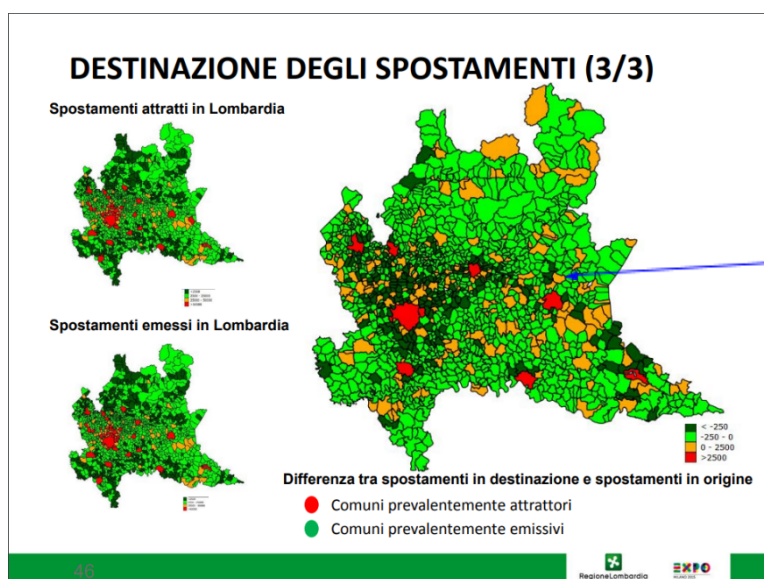 DESTINAZIONE DEGLI SPOSTAMENTI (3/3)
Spostamenti attratti in Lombardia
Spostamenti emessi in Lombardia
< -250
-250 - 0
0 - 2500
>2500
Differenza tra spostamenti in destinazione e spostamenti in origine
Comuni prevalentemente attrattori
Comuni prevalentemente emissivi
46
RegioneLombardia
EXPO